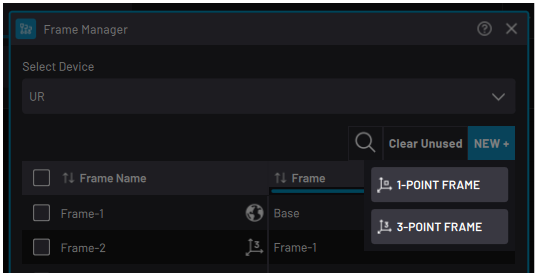 Frame Manager
Select Device
UR
Clear Unused NEW +
Frame Name Frame
1-POINT FRAME
Frame-1 Base
3-POINT FRAME
Frame-2 3 Frame-1